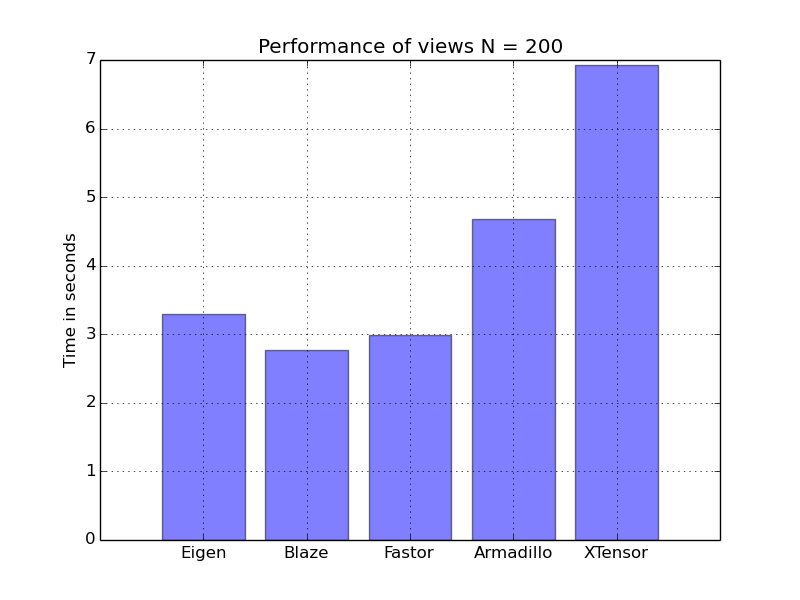 Performance of views N = 200
Time in seconds
7
6
5
4
3
2
1
0
Eigen Blaze Fastor Armadillo XTensor